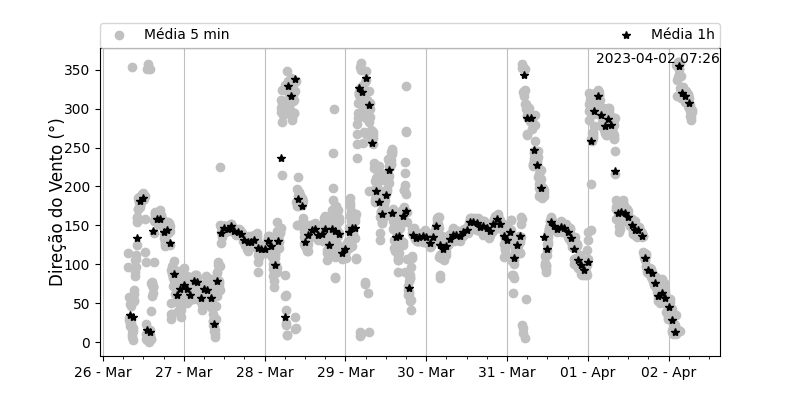 Média 5 min
Média 1h
2023-04-02 07:26
Direção do Vento (°)
350
300
250
200
150
100
50
0
26 - Mar
27 - Mar
28 - Mar
29 - Mar
30 - Mar
31 - Mar
01 - Apr
02 - Apr